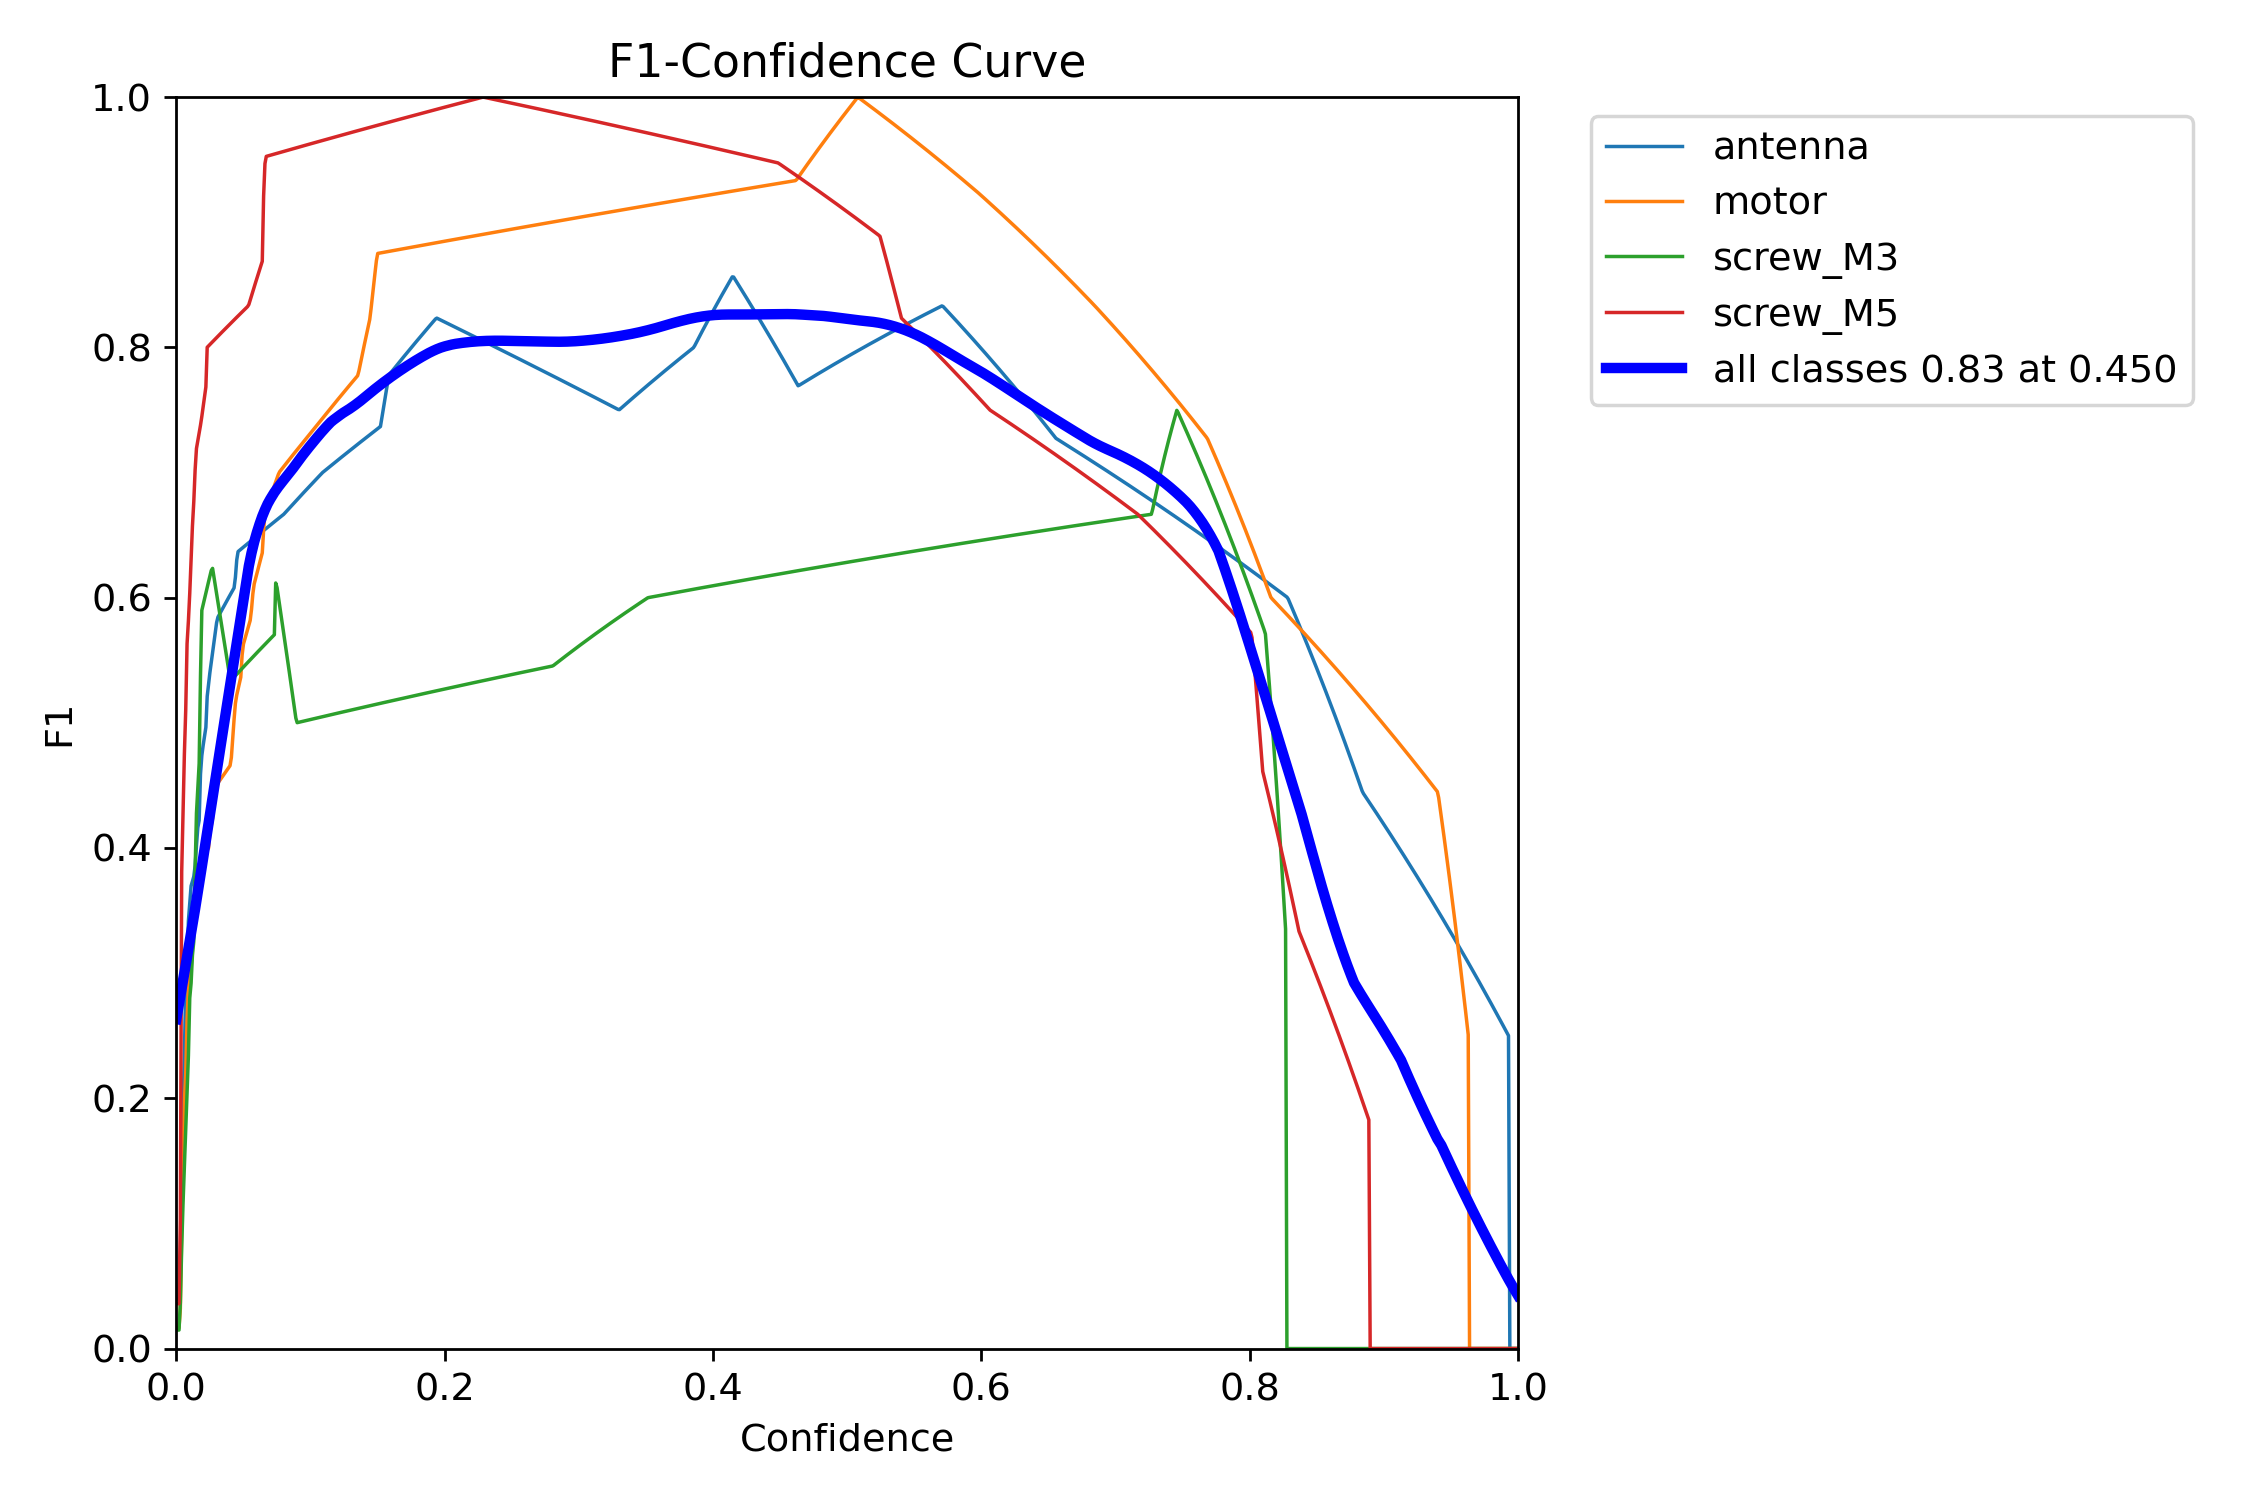 F1-Confidence Curve
1.0
0.8
0.6
0.4
0.2
0.0
F1
0.0 0.2 0.4 0.6 0.8 1.0
Confidence
antenna
motor
screw_M3
screw_M5
all classes 0.83 at 0.450